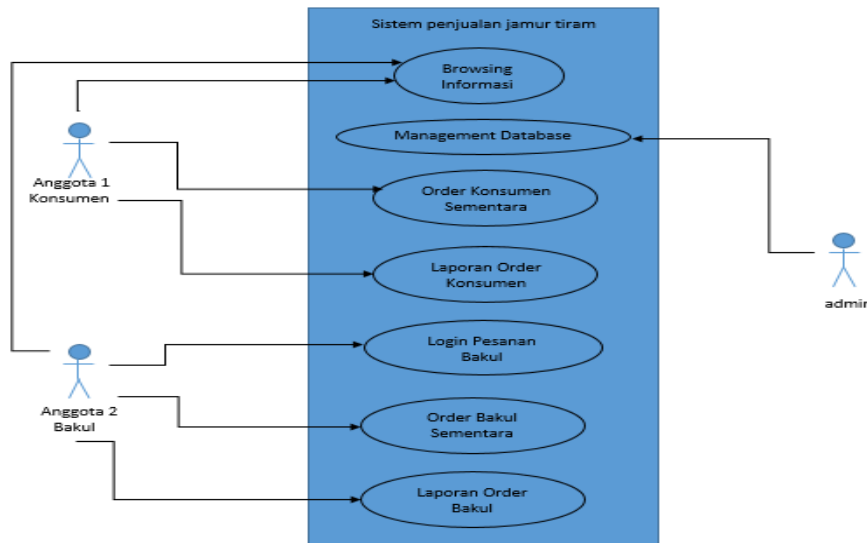 Sistem penjualan jamur tiram
Browsing
Informasi
Management Database
Anggota 1
Konsumen
Order Konsumen
Sementara
Laporan Order
Konsumen
admin
Login Pesanan
Bakul
Anggota 2
Bakul
Order Bakul
Sementara
Laporan Order
Bakul